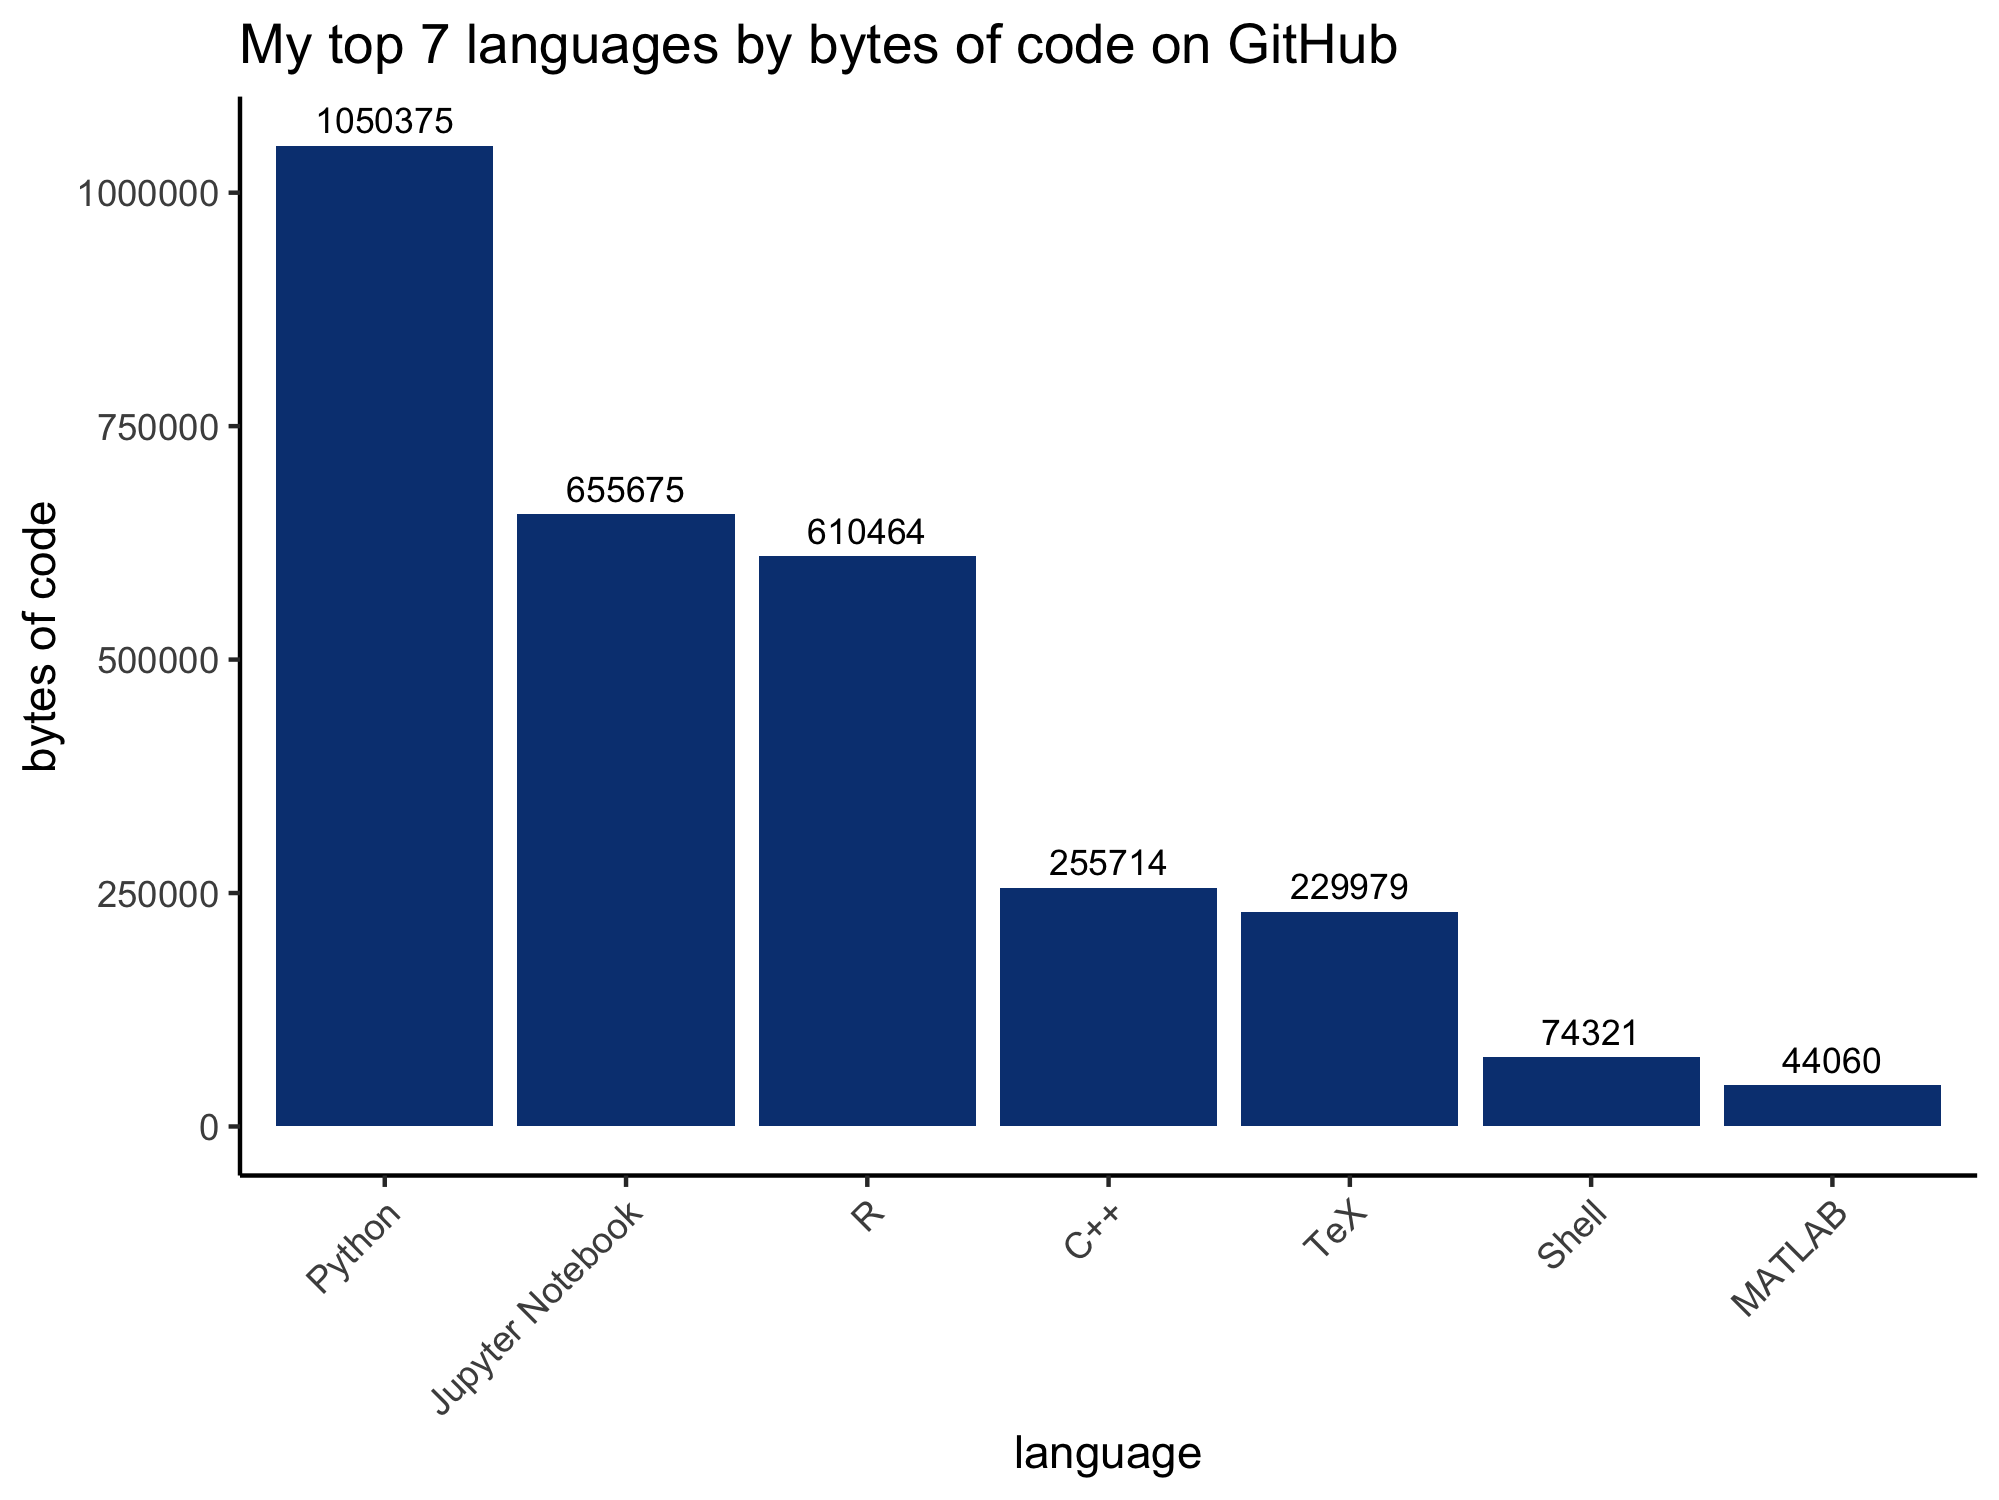 My top 7 languages by bytes of code on GitHub
1050375
1000000
750000
655675
610464
bytes of code
500000
255714
250000
229979
74321
44060
0
Python
Jupyter Notebook
R
C++
TeX
Shell
MATLAB
language